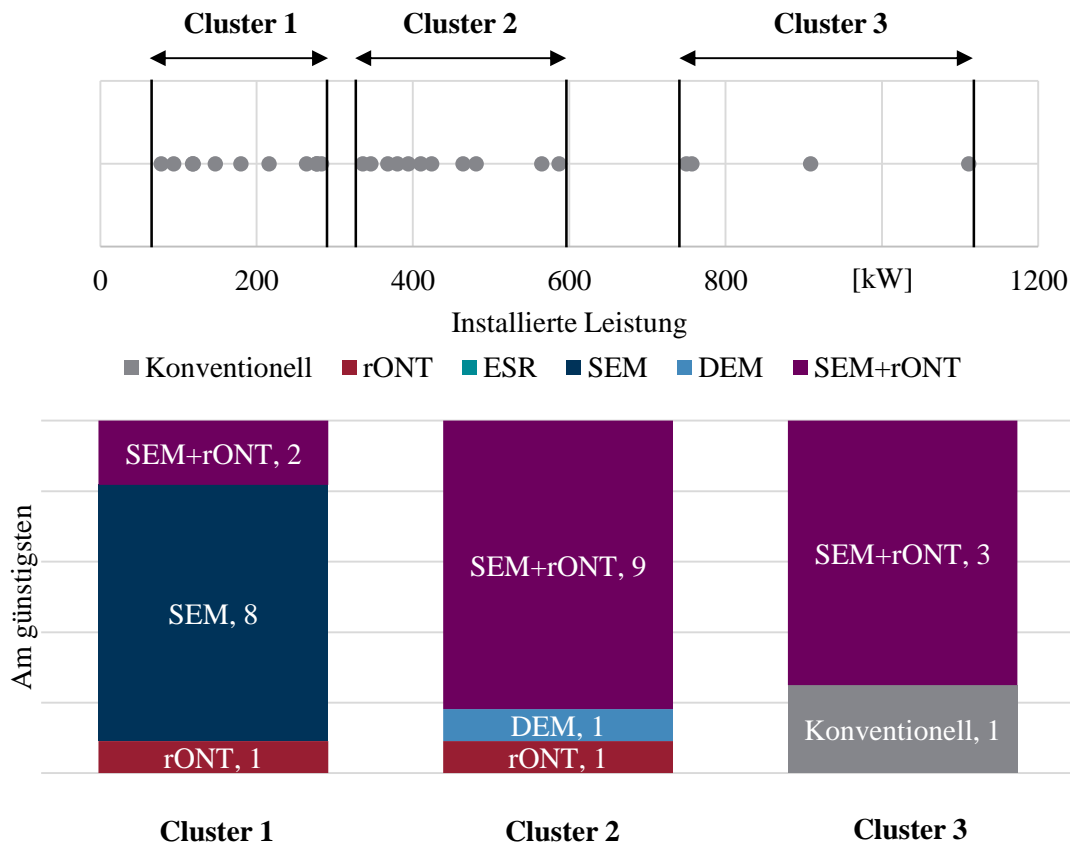 Cluster 1 Cluster 2 Cluster 3
0 200 400 600 800 [kW] 1200
Installierte Leistung
Konventionell rONT ESR SEM DEM SEM+rONT
Am günstigsten
SEM+rONT, 2
SEM, 8
rONT, 1
SEM+rONT, 9
DEM, 1
rONT, 1
SEM+rONT, 3
Konventionell, 1
Cluster 1 Cluster 2 Cluster 3